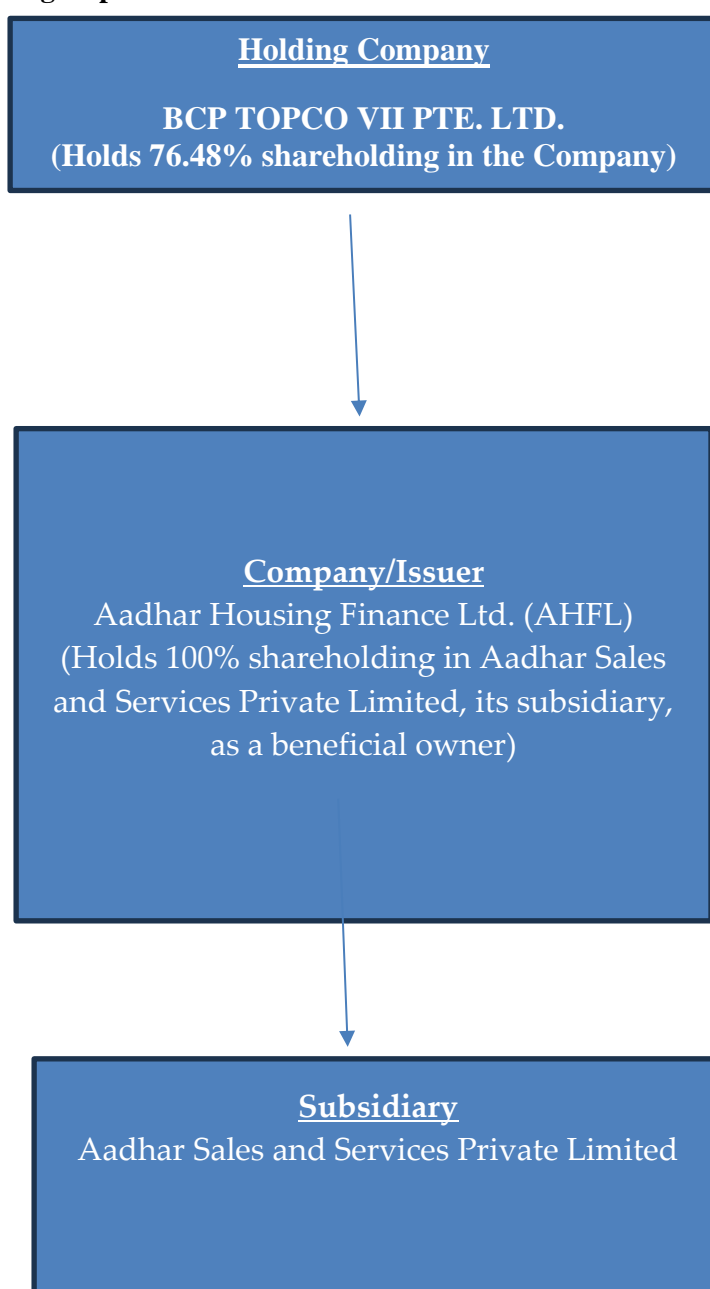 Holding Company
BCP TOPCO VII PTE. LTD.
(Holds 76.48% shareholding in the Company)
Company/Issuer
Aadhar Housing Finance Ltd. (AHFL)
(Holds 100% shareholding in Aadhar Sales
and Services Private Limited, its subsidiary,
as a beneficial owner)
Subsidiary
Aadhar Sales and Services Private Limited